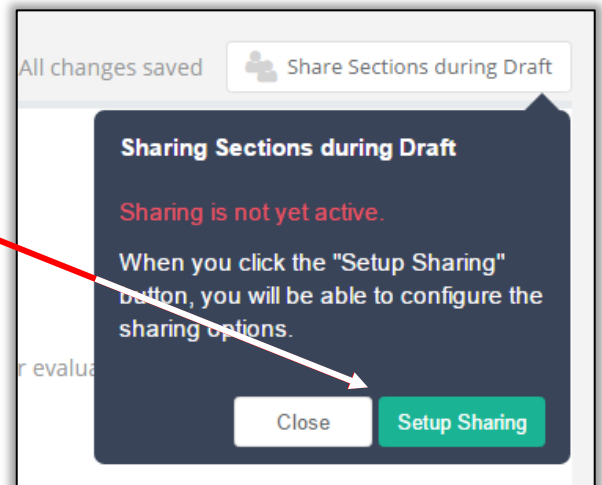 All changes saved Share Sections during Draft
Sharing Sections during Draft
Sharing is not yet active.
When you click the "Setup Sharing"
button, you will be able to configure the
sharing options.
r evalua
Close Setup Sharing